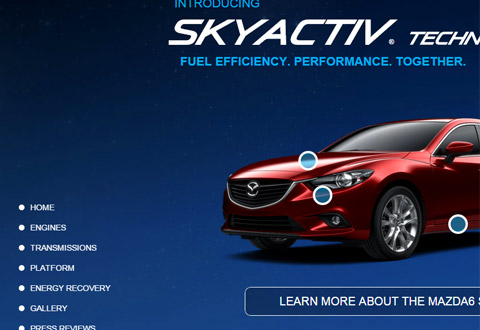 INTRODUCING
SKYACTIV® TECHN
FUEL EFFICIENCY. PERFORMANCE. TOGETHER.
HOME
ENGINES
TRANSMISSIONS
PLATFORM
ENERGY RECOVERY
GALLERY
PRESS REVIEWS
LEARN MORE ABOUT THE MAZDA6 S